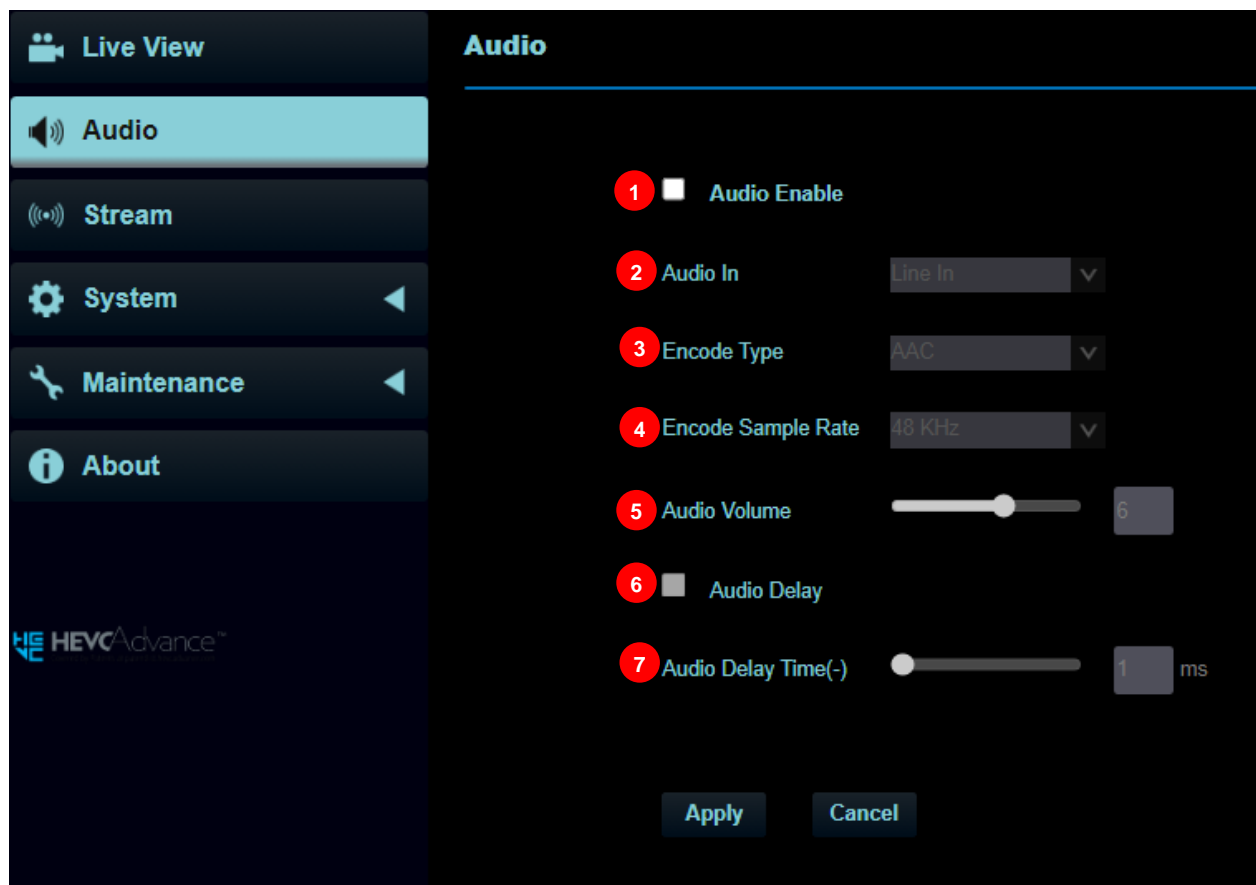 Live View
Audio
Stream
System
Maintenance
About
HEVC Advance™
Audio
1 Audio Enable
2 Audio In Line In
3 Encode Type AAC
4 Encode Sample Rate 48 KHz
5 Audio Volume 6
6 Audio Delay
7 Audio Delay Time(-) 1 ms
Apply Cancel